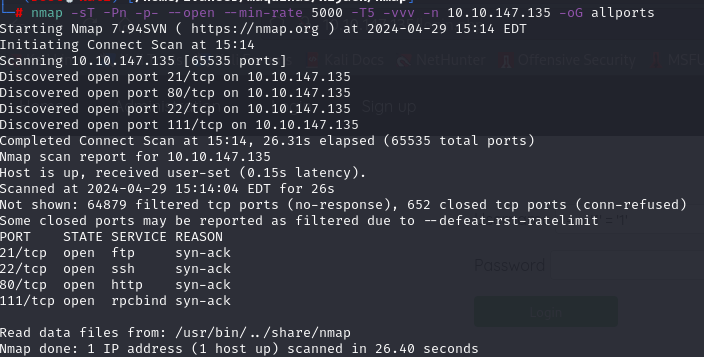 └─# nmap -sT -Pn -p- --open --min-rate 5000 -T5 -vvv -n 10.10.147.135 -oG allports
Starting Nmap 7.94SVN ( https://nmap.org ) at 2024-04-29 15:14 EDT
Initiating Connect Scan at 15:14
Scanning 10.10.147.135 [65535 ports]
Kali Docs NetHunter Offensive Security MSFU
Discovered open port 21/tcp on 10.10.147.135
Discovered open port 80/tcp on 10.10.147.135
Discovered open port 22/tcp on 10.10.147.135
Sign up
Discovered open port 111/tcp on 10.10.147.135
Completed Connect Scan at 15:14, 26.31s elapsed (65535 total ports)
Nmap scan report for 10.10.147.135
Host is up, received user-set (0.15s latency).
Scanned at 2024-04-29 15:14:04 EDT for 26s
Not shown: 64879 filtered tcp ports (no-response), 652 closed tcp ports (conn-refused)
Some closed ports may be reported as filtered due to --defeat-rst-ratelimit
PORT STATE SERVICE REASON
21/tcp open ftp syn-ack
22/tcp open ssh syn-ack
Password
80/tcp open http syn-ack
111/tcp open rpcbind syn-ack
Login
Read data files from: /usr/bin/../share/nmap
Nmap done: 1 IP address (1 host up) scanned in 26.40 seconds